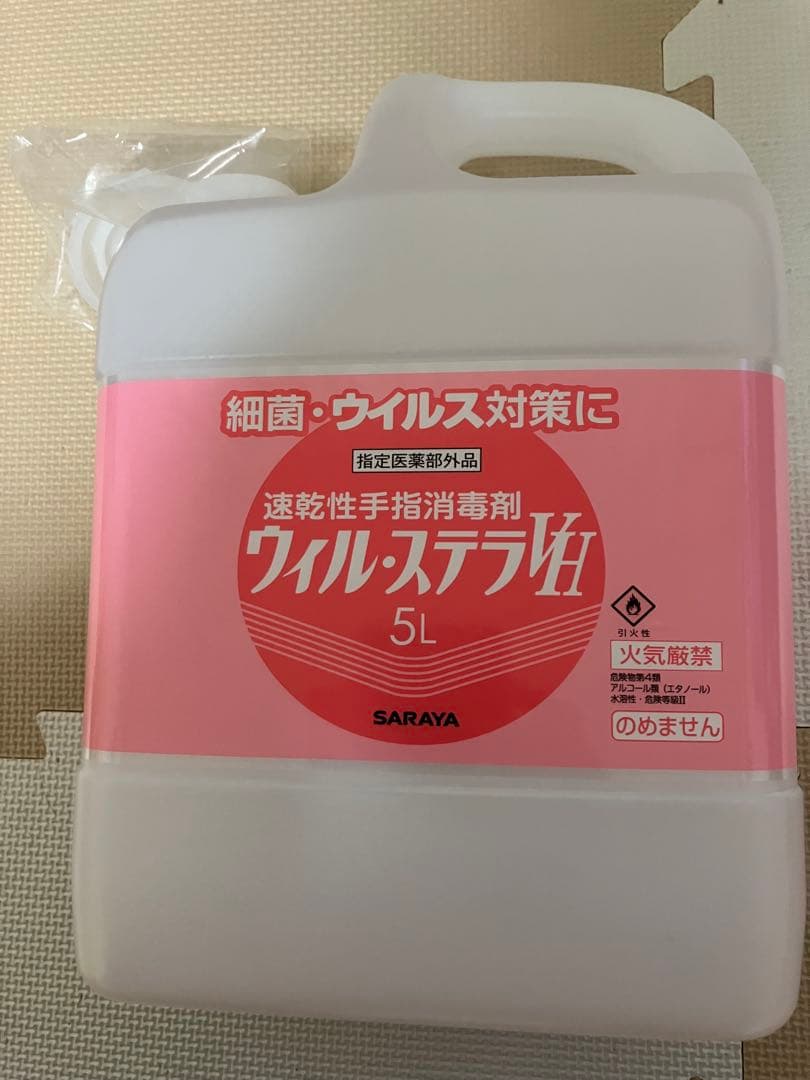 細菌・ウイルス対策に
指定医薬部外品
速乾性手指消毒剤
ウィル・ステラVH
5L
SARAYA
引火性
火気厳禁
危険物第4類
アルコール類（エタノール）
水溶性・危険等級II
のめません